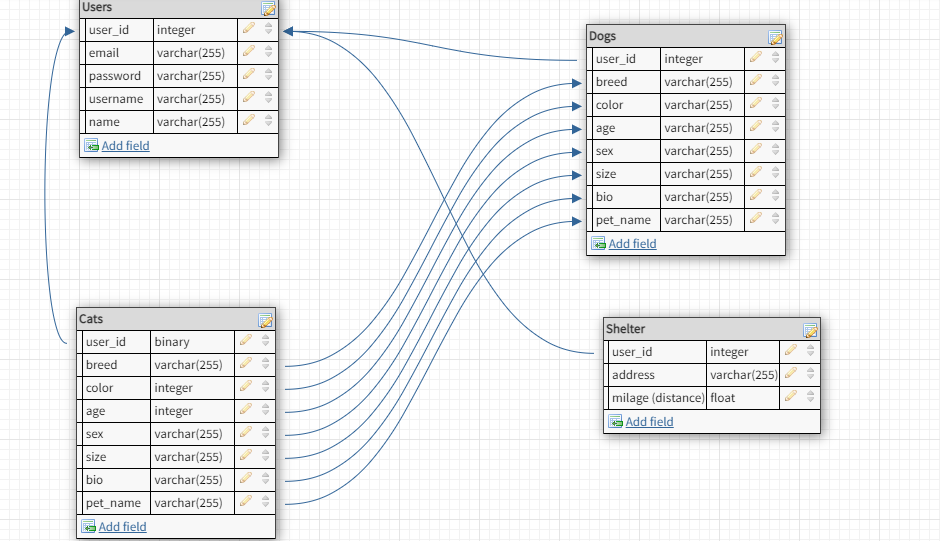 Users
user_id integer
email varchar(255)
password varchar(255)
username varchar(255)
name varchar(255)
Add field
Dogs
user_id integer
breed varchar(255)
color varchar(255)
age varchar(255)
sex varchar(255)
size varchar(255)
bio varchar(255)
pet_name varchar(255)
Add field
Cats
user_id binary
breed varchar(255)
color integer
age integer
sex varchar(255)
size varchar(255)
bio varchar(255)
pet_name varchar(255)
Add field
Shelter
user_id integer
address varchar(255)
milage (distance) float
Add field